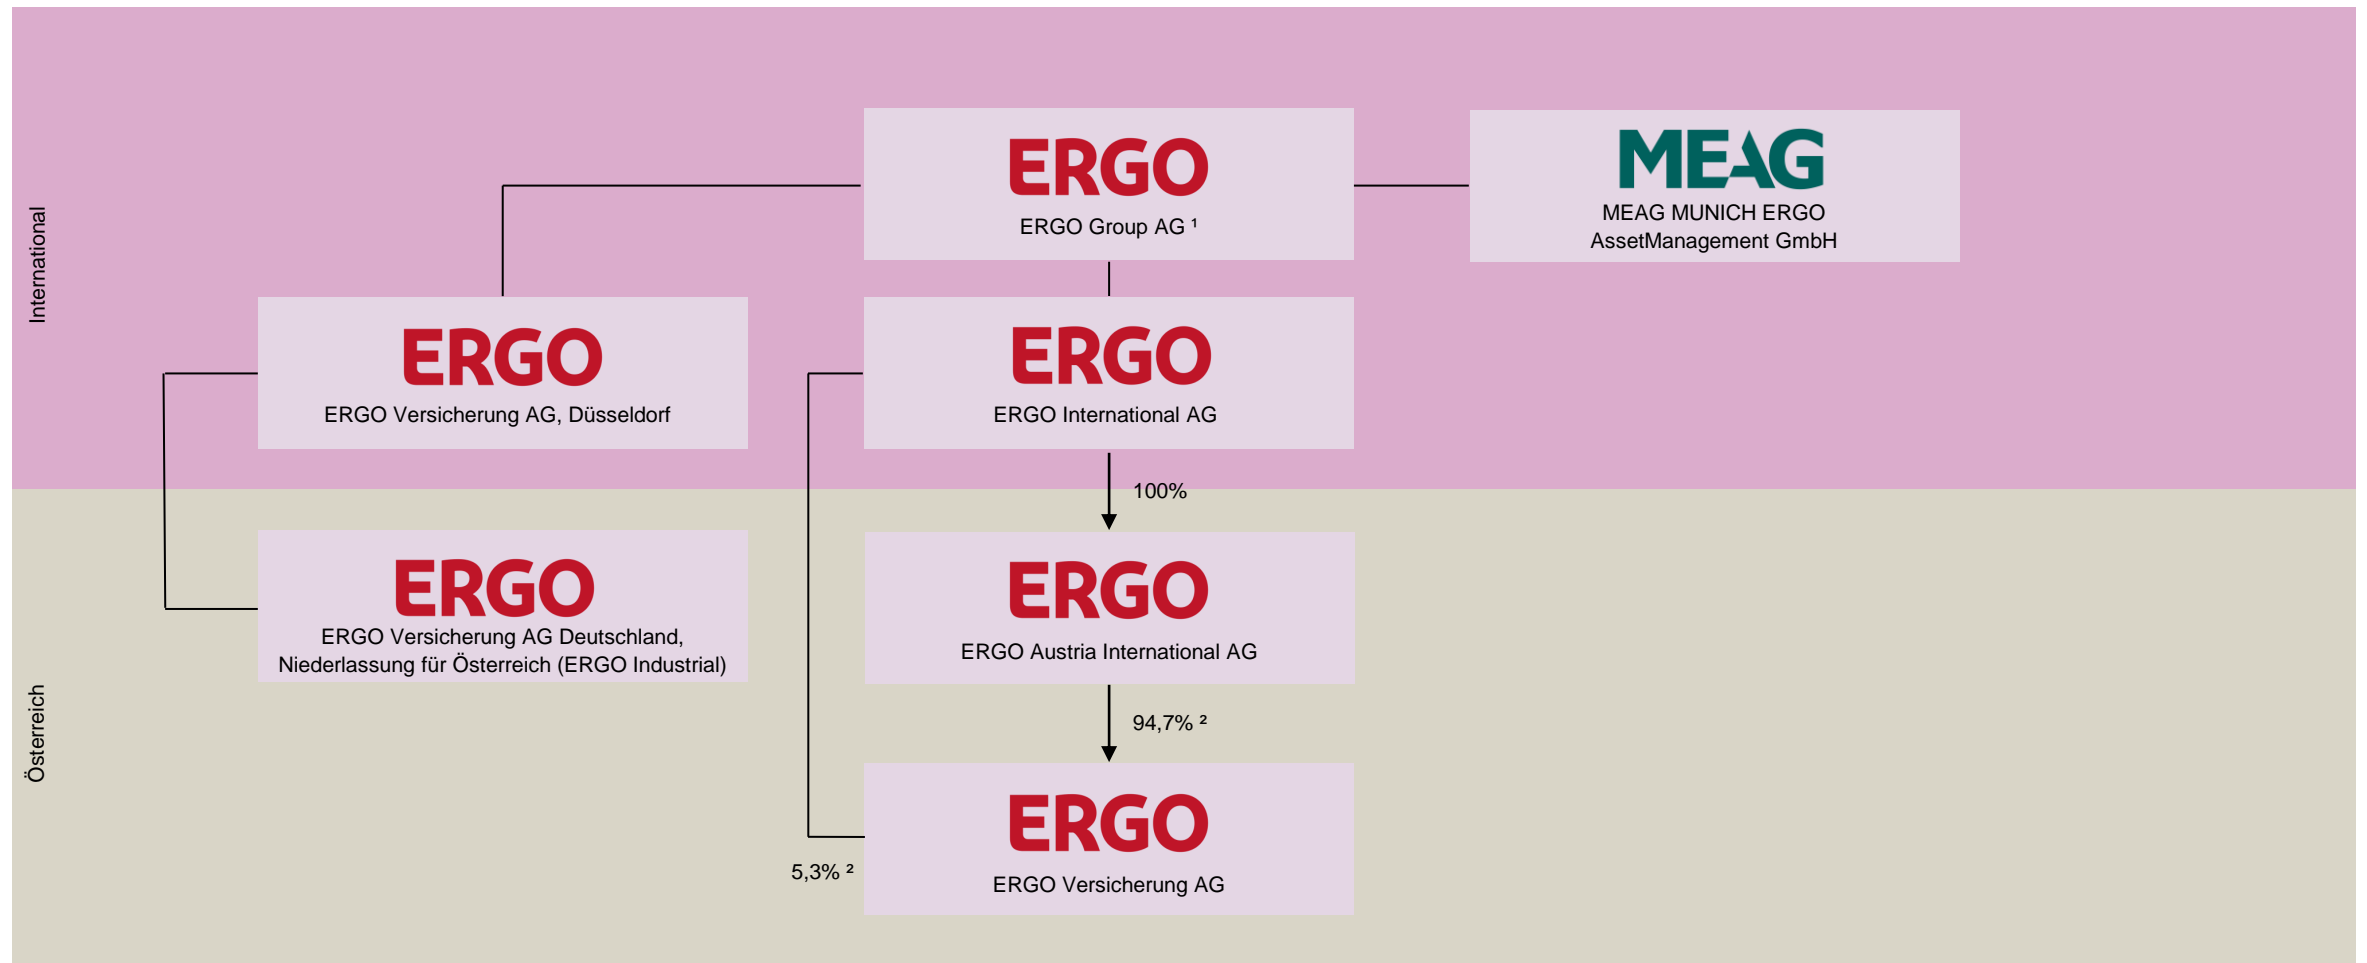 International
ERGO
ERGO Group AG ¹
MEAG
MEAG MUNICH ERGO
AssetManagement GmbH
ERGO
ERGO Versicherung AG, Düsseldorf
ERGO
ERGO International AG
100%
Österreich
ERGO
ERGO Versicherung AG Deutschland,
Niederlassung für Österreich (ERGO Industrial)
ERGO
ERGO Austria International AG
94,7% ²
5,3% ²
ERGO
ERGO Versicherung AG